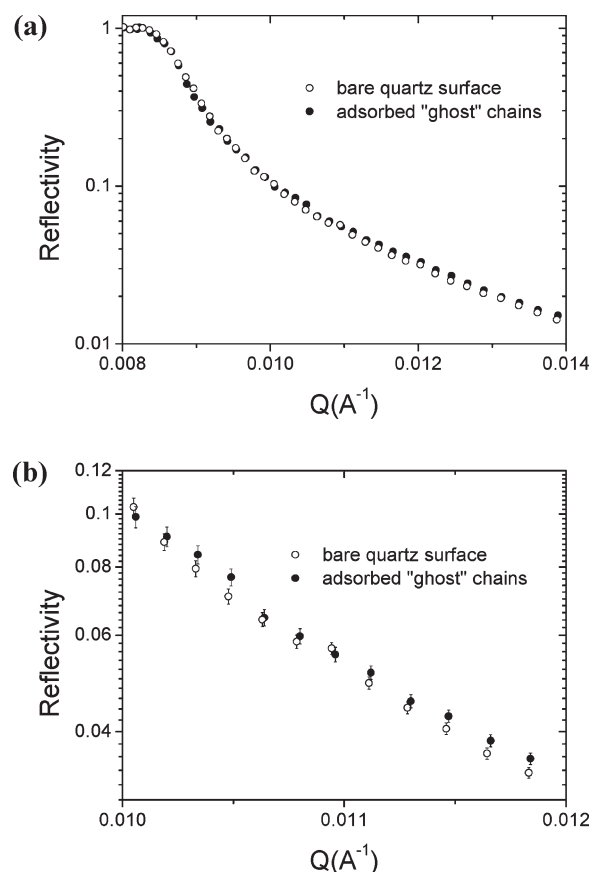 (a)
1
bare quartz surface
adsorbed "ghost" chains
Reflectivity
0.1
0.01
0.008
0.010
0.012
0.014
Q(A⁻¹)
(b)
0.12
0.1
bare quartz surface
adsorbed "ghost" chains
0.08
Reflectivity
0.06
0.04
0.010
0.011
0.012
Q(A⁻¹)